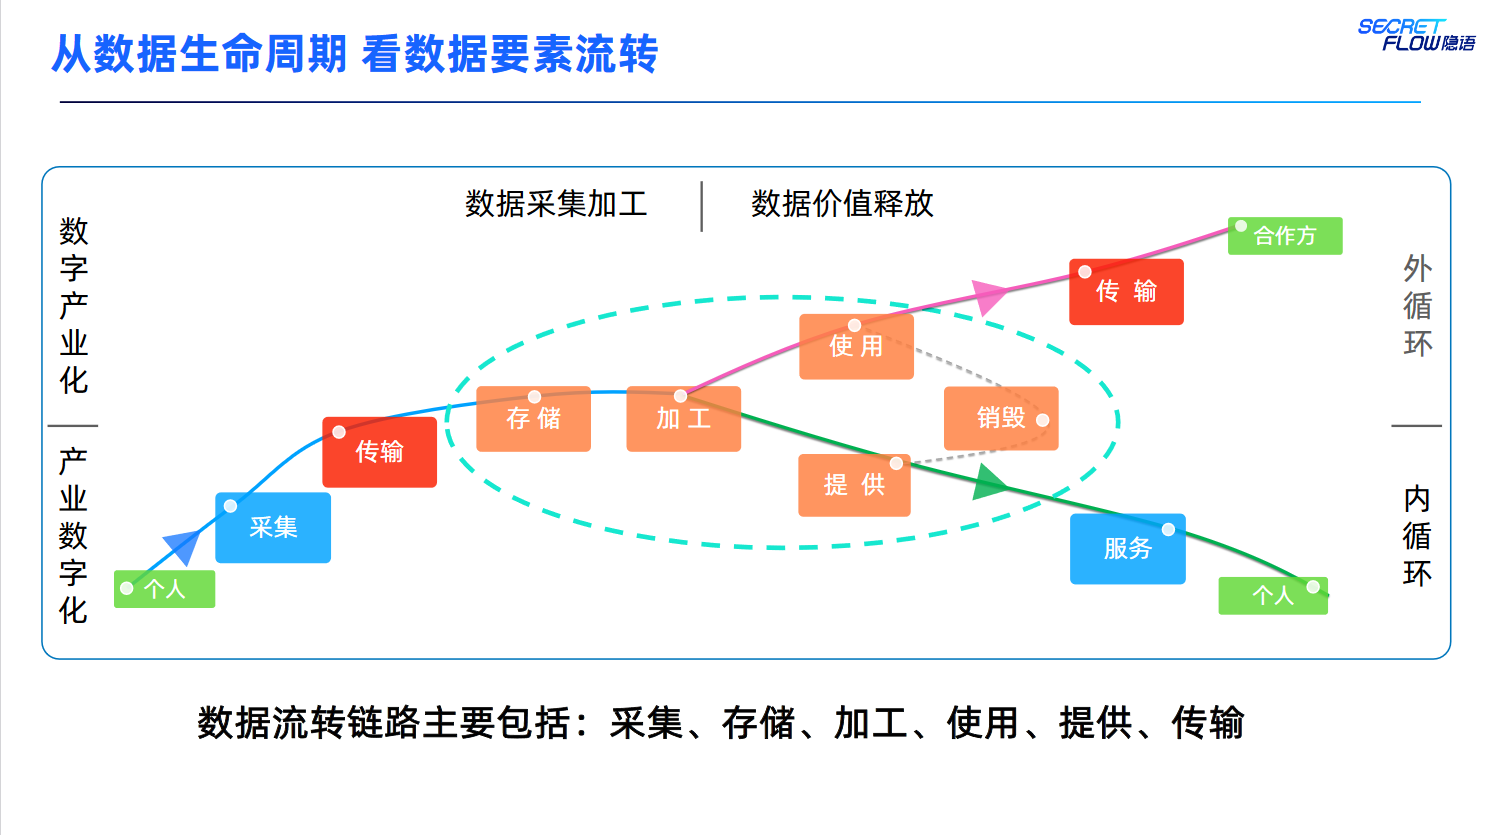 从数据生命周期 看数据要素流转
SECRET
FLOW隐语
数据采集加工
数据价值释放
数字产业化
产业数字化
外循环
内循环
合作方
传 输
使 用
存 储
加 工
销毁
传输
提 供
采集
服务
个人
个人
数据流转链路主要包括：采集、存储、加工、使用、提供、传输